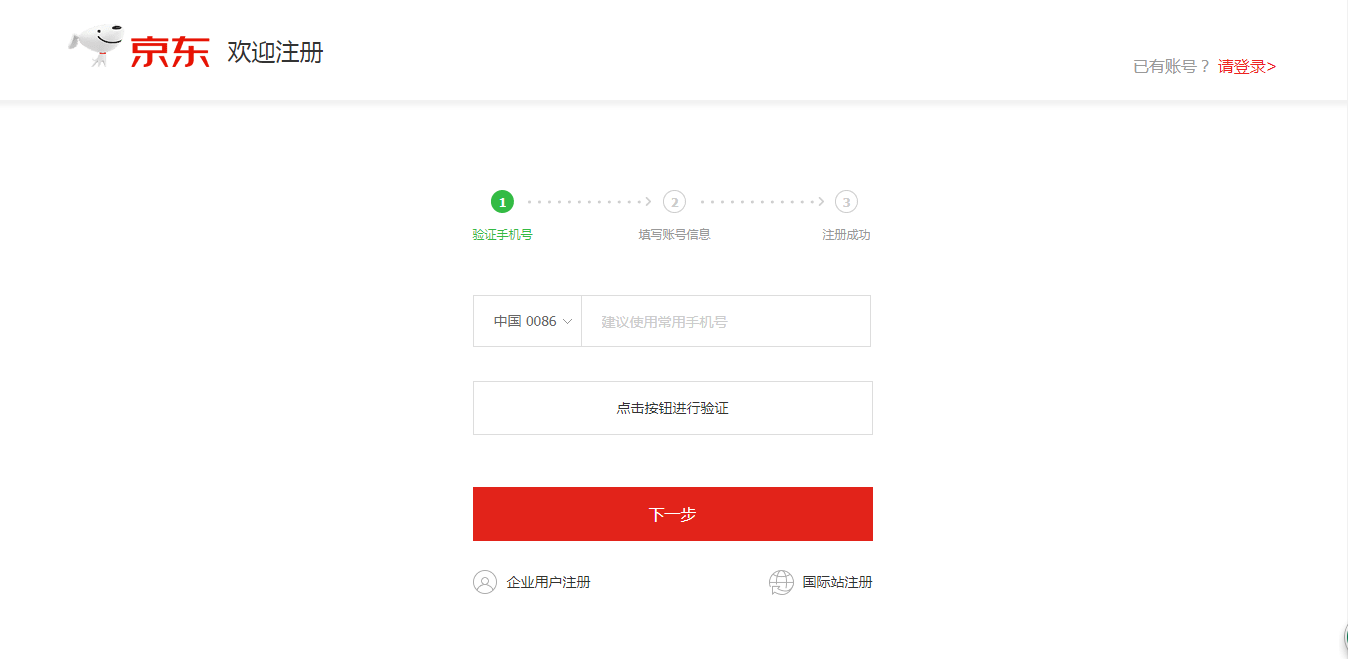 京东 欢迎注册
已有账号？ 请登录>
1 2 3
验证手机号 填写账号信息 注册成功
中国 0086 建议使用常用手机号
点击按钮进行验证
下一步
企业用户注册 国际站注册